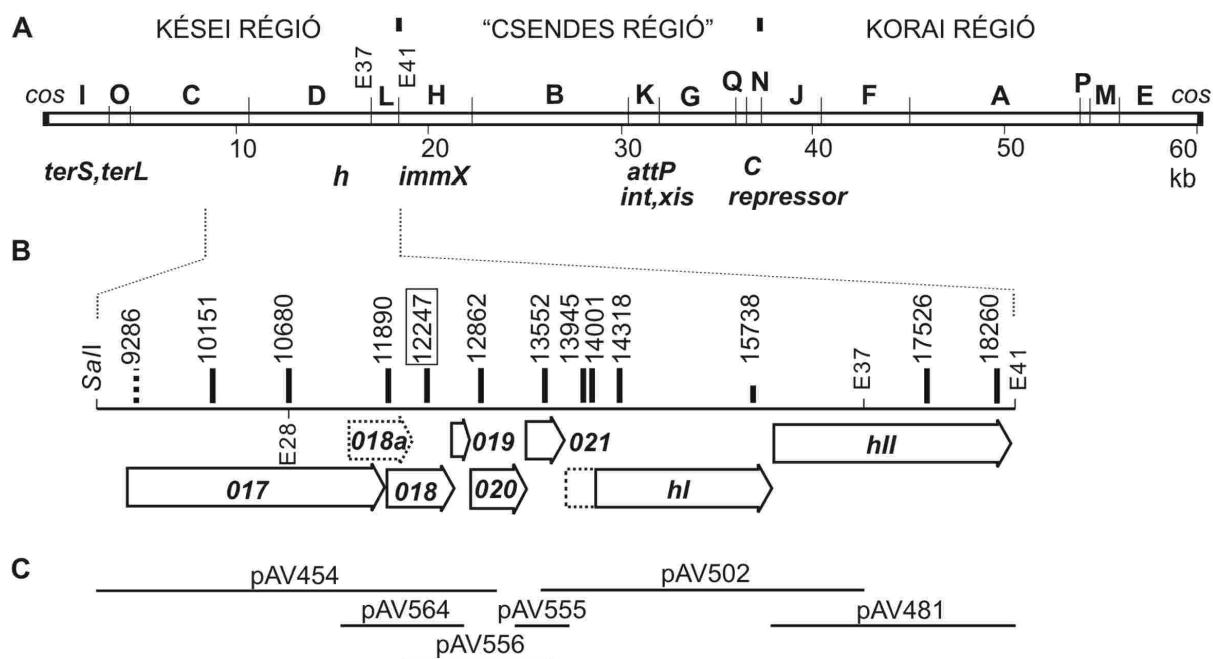 A
KÉSEI RÉGIÓ “CSENDES RÉGIÓ” KORAI RÉGIÓ
E37 E41
cos I O C D L H B K G Q N J F A P M E cos
10 20 30 40 50 60
kb
terS,terL h immX attP C
int,xis repressor
B
SalI 9286 10151 10680 11890 12247 12862 13552 13945 14001 14318 15738 E37 17526 18260 E41
E28 018a 019 021 hII
017 018 020 hI
C
pAV454 pAV502
pAV564 pAV555 pAV481
pAV556